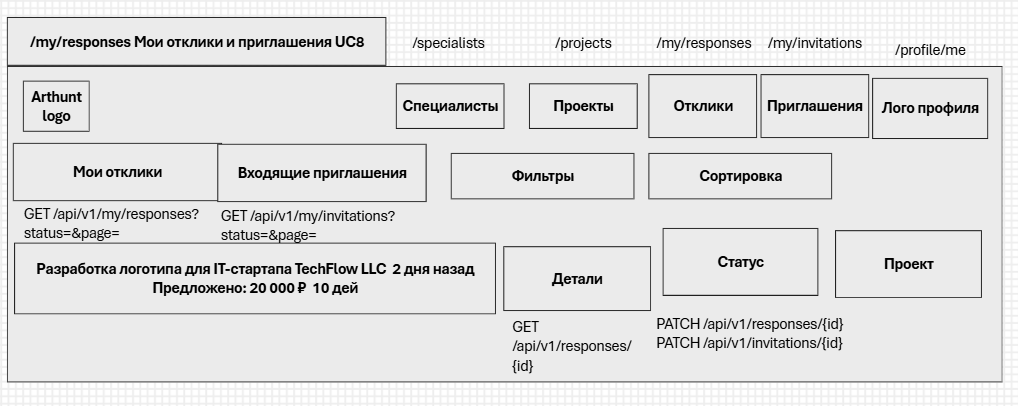 /my/responses Мои отклики и приглашения UC8
/specialists
/projects
/my/responses
/my/invitations
/profile/me
Arthunt
logo
Специалисты
Проекты
Отклики
Приглашения
Лого профиля
Мои отклики
Входящие приглашения
Фильтры
Сортировка
GET /api/v1/my/responses?
status=&page=
GET /api/v1/my/invitations?
status=&page=
Разработка логотипа для IT-стартапа TechFlow LLC 2 дня назад
Предложено: 20 000 ₽ 10 дей
Детали
Статус
Проект
GET
/api/v1/responses/
{id}
PATCH /api/v1/responses/{id}
PATCH /api/v1/invitations/{id}